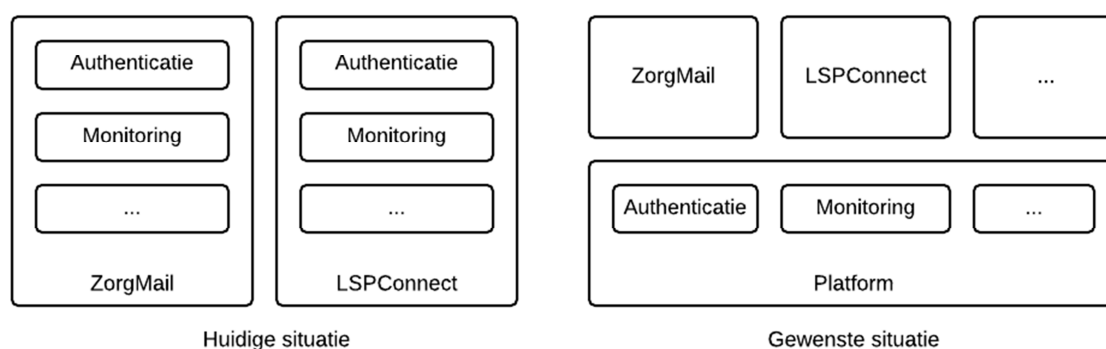 Authenticatie
Monitoring
...
ZorgMail
Authenticatie
Monitoring
...
LSPConnect
Huidige situatie
ZorgMail
LSPConnect
...
Authenticatie
Monitoring
...
Platform
Gewenste situatie